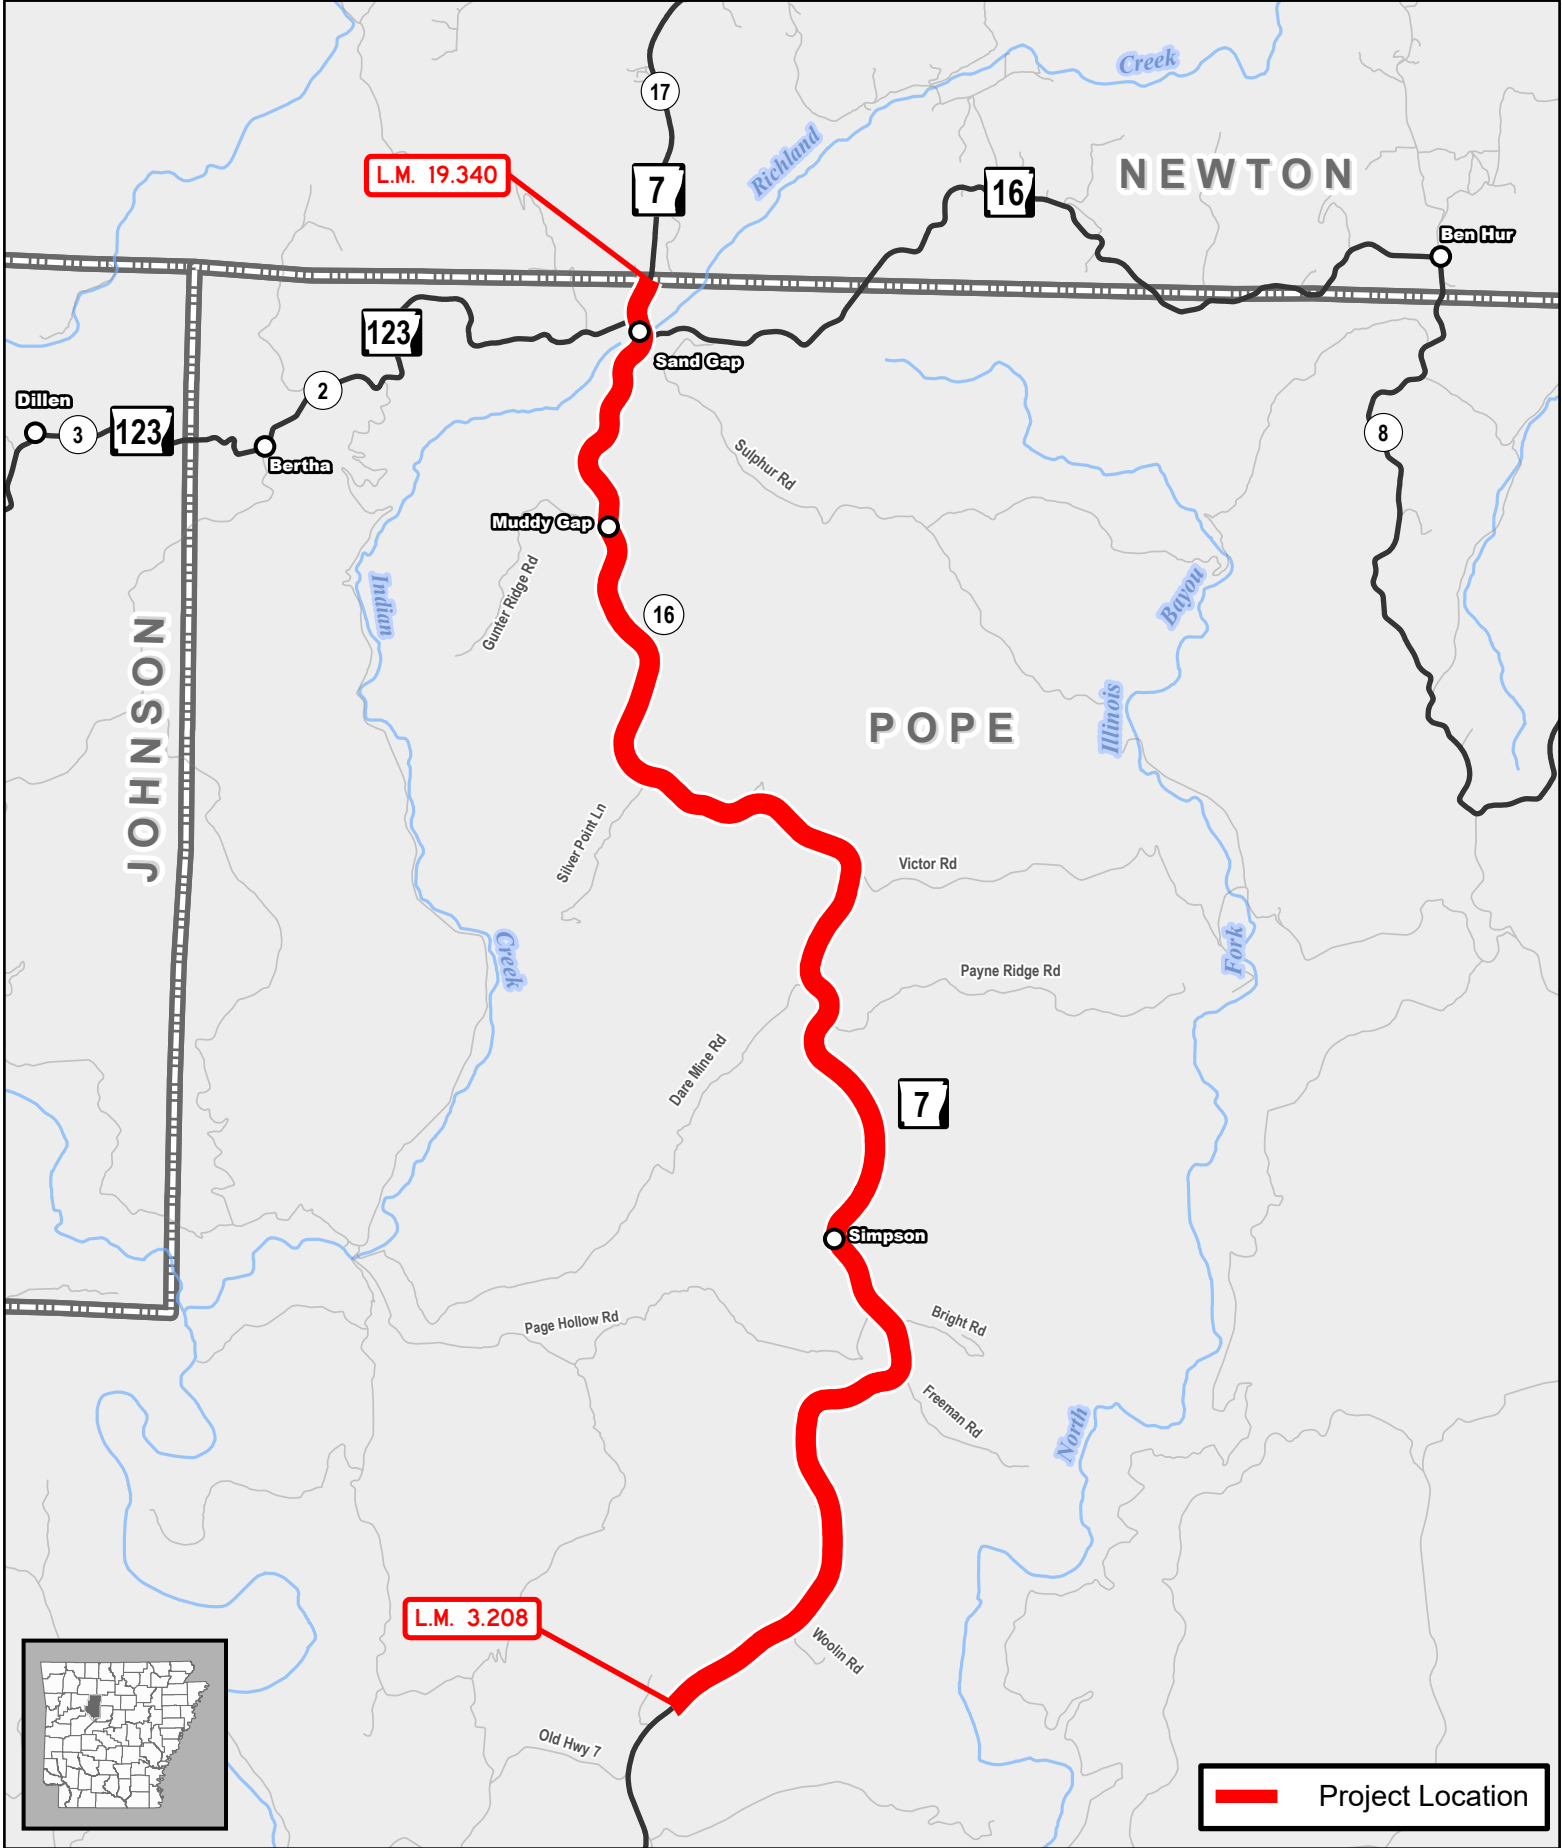 Creek
17
Richland
L.M. 19.340
7
16
NEWTON
Ben Hur
123
Sand Gap
2
Dillen
3
123
8
Bertha
Sulphur Rd
Muddy Gap
Indian
Gunter Ridge Rd
Bayou
16
JOHNSON
Illinois
POPE
Silver Point Ln
Victor Rd
Creek
Fork
Payne Ridge Rd
Dare Mine Rd
7
Simpson
Page Hollow Rd
Bright Rd
Freeman Rd
North
L.M. 3.208
Woolin Rd
Old Hwy 7
Project Location